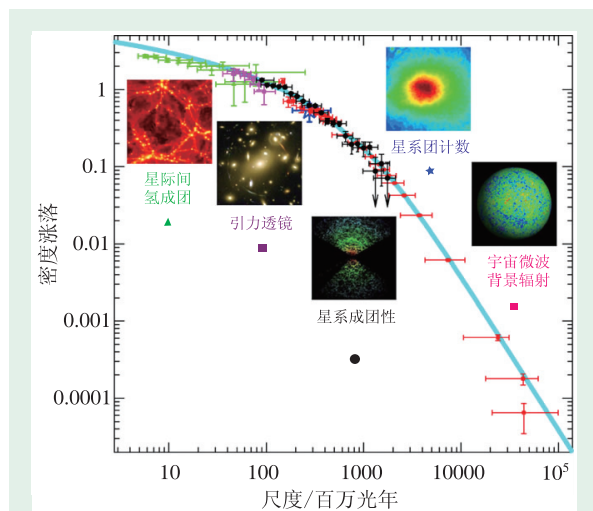 1
0.1
0.01
0.001
0.0001
密度涨落
星际间
氢成团
引力透镜
星系成团性
星系团计数
宇宙微波
背景辐射
10
100
1000
10000
10⁵
尺度/百万光年